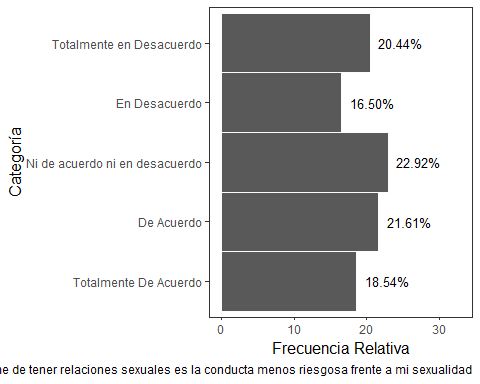 Totalmente en Desacuerdo
20.44%
En Desacuerdo
16.50%
Ni de acuerdo ni en desacuerdo
22.92%
De Acuerdo
21.61%
Totalmente De Acuerdo
18.54%
Categoría
0 10 20 30
Frecuencia Relativa
de tener relaciones sexuales es la conducta menos riesgosa frente a mi sexualidad